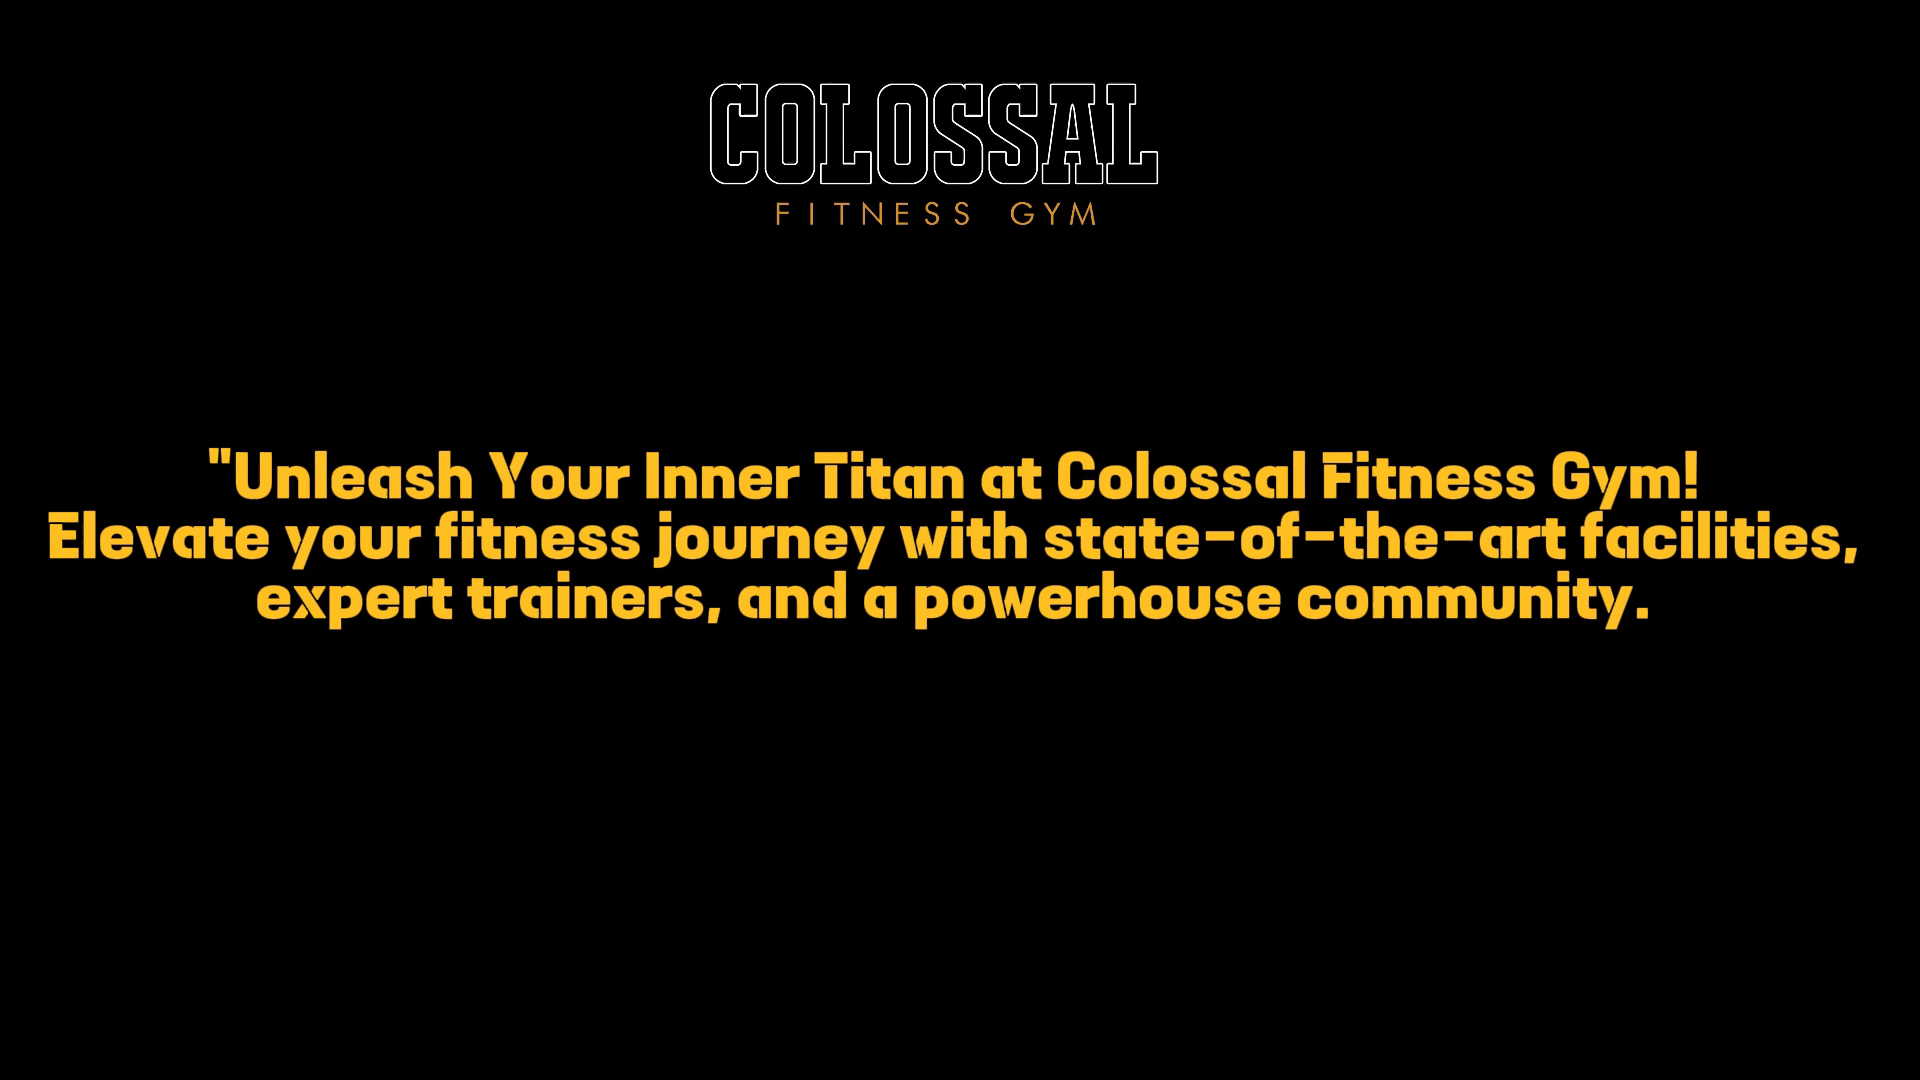 COLOSSAL
FITNESS GYM
"Unleash Your Inner Titan at Colossal Fitness Gym!
Elevate your fitness journey with state-of-the-art facilities,
expert trainers, and a powerhouse community.